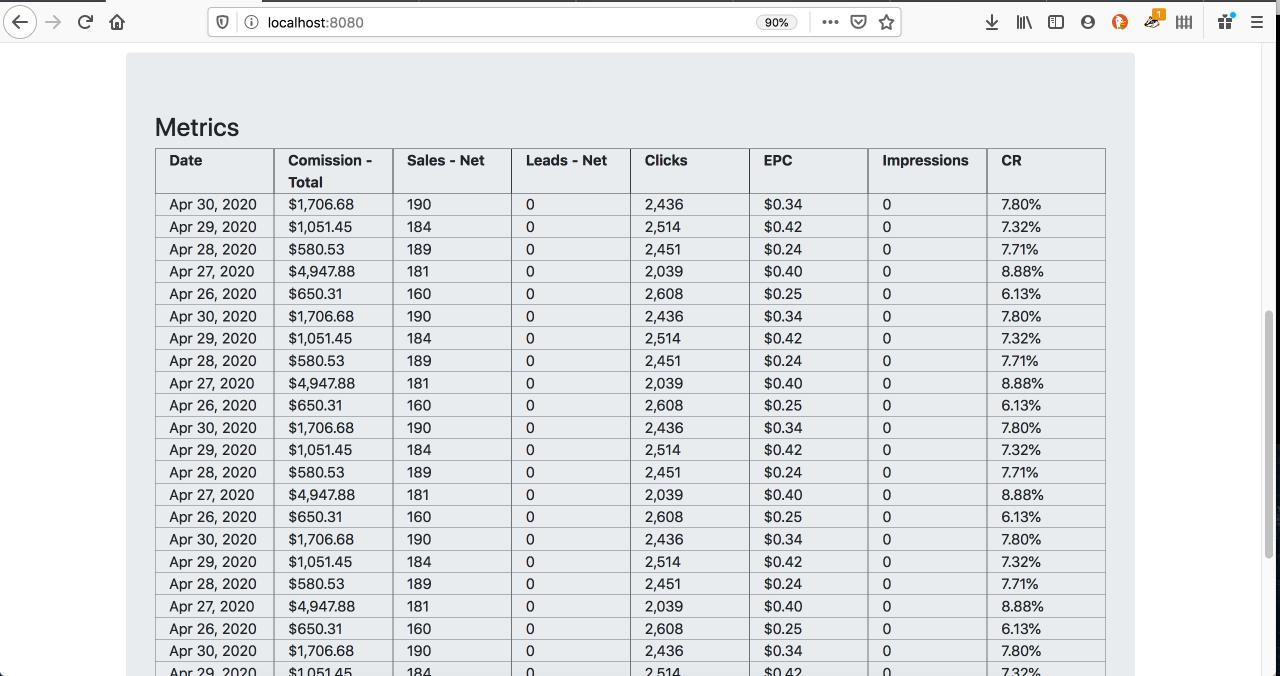 localhost:8080
90%
1
Metrics
Date Comission - Total Sales - Net Leads - Net Clicks EPC Impressions CR
Apr 30, 2020 $1,706.68 190 0 2,436 $0.34 0 7.80%
Apr 29, 2020 $1,051.45 184 0 2,514 $0.42 0 7.32%
Apr 28, 2020 $580.53 189 0 2,451 $0.24 0 7.71%
Apr 27, 2020 $4,947.88 181 0 2,039 $0.40 0 8.88%
Apr 26, 2020 $650.31 160 0 2,608 $0.25 0 6.13%
Apr 30, 2020 $1,706.68 190 0 2,436 $0.34 0 7.80%
Apr 29, 2020 $1,051.45 184 0 2,514 $0.42 0 7.32%
Apr 28, 2020 $580.53 189 0 2,451 $0.24 0 7.71%
Apr 27, 2020 $4,947.88 181 0 2,039 $0.40 0 8.88%
Apr 26, 2020 $650.31 160 0 2,608 $0.25 0 6.13%
Apr 30, 2020 $1,706.68 190 0 2,436 $0.34 0 7.80%
Apr 29, 2020 $1,051.45 184 0 2,514 $0.42 0 7.32%
Apr 28, 2020 $580.53 189 0 2,451 $0.24 0 7.71%
Apr 27, 2020 $4,947.88 181 0 2,039 $0.40 0 8.88%
Apr 26, 2020 $650.31 160 0 2,608 $0.25 0 6.13%
Apr 30, 2020 $1,706.68 190 0 2,436 $0.34 0 7.80%
Apr 29, 2020 $1,051.45 184 0 2,514 $0.42 0 7.32%
Apr 28, 2020 $580.53 189 0 2,451 $0.24 0 7.71%
Apr 27, 2020 $4,947.88 181 0 2,039 $0.40 0 8.88%
Apr 26, 2020 $650.31 160 0 2,608 $0.25 0 6.13%
Apr 30, 2020 $1,706.68 190 0 2,436 $0.34 0 7.80%
Apr 29, 2020 $1,051.45 184 0 2,514 $0.42 0 7.32%